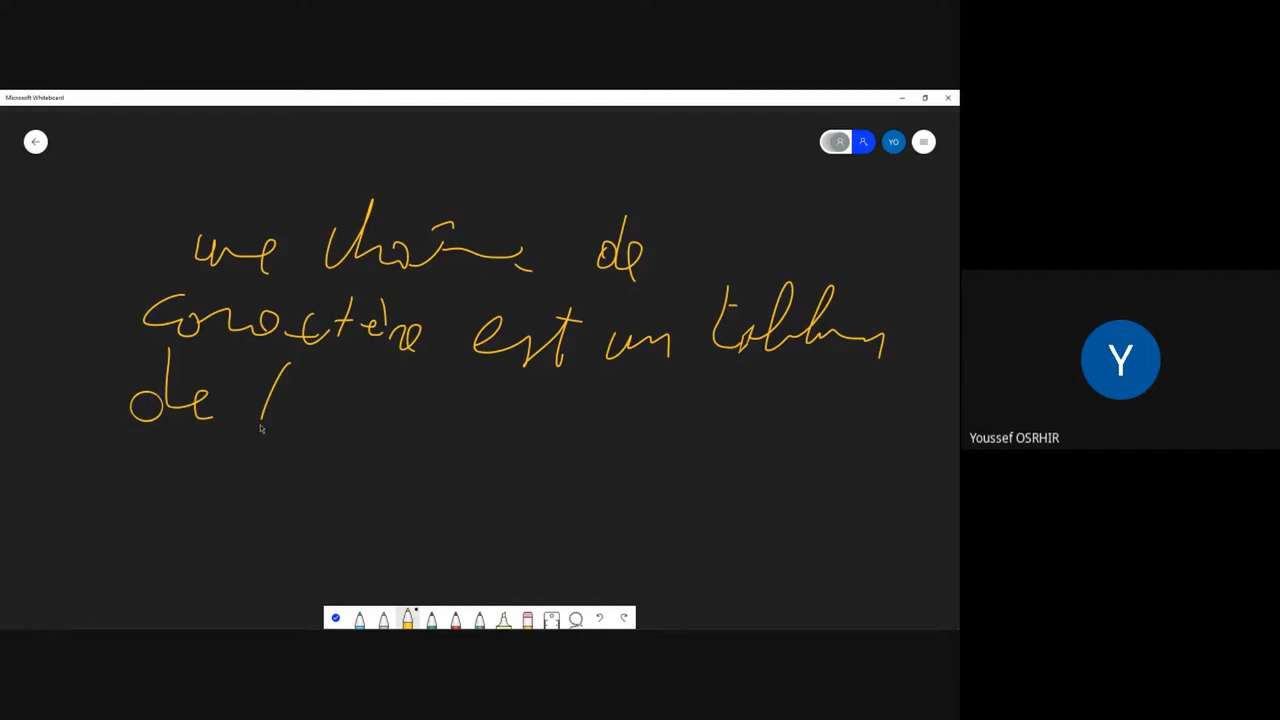 Microsoft Whiteboard
YO
une chaîne de
caractère est un tableau
de (
Y
Youssef OSRHIR